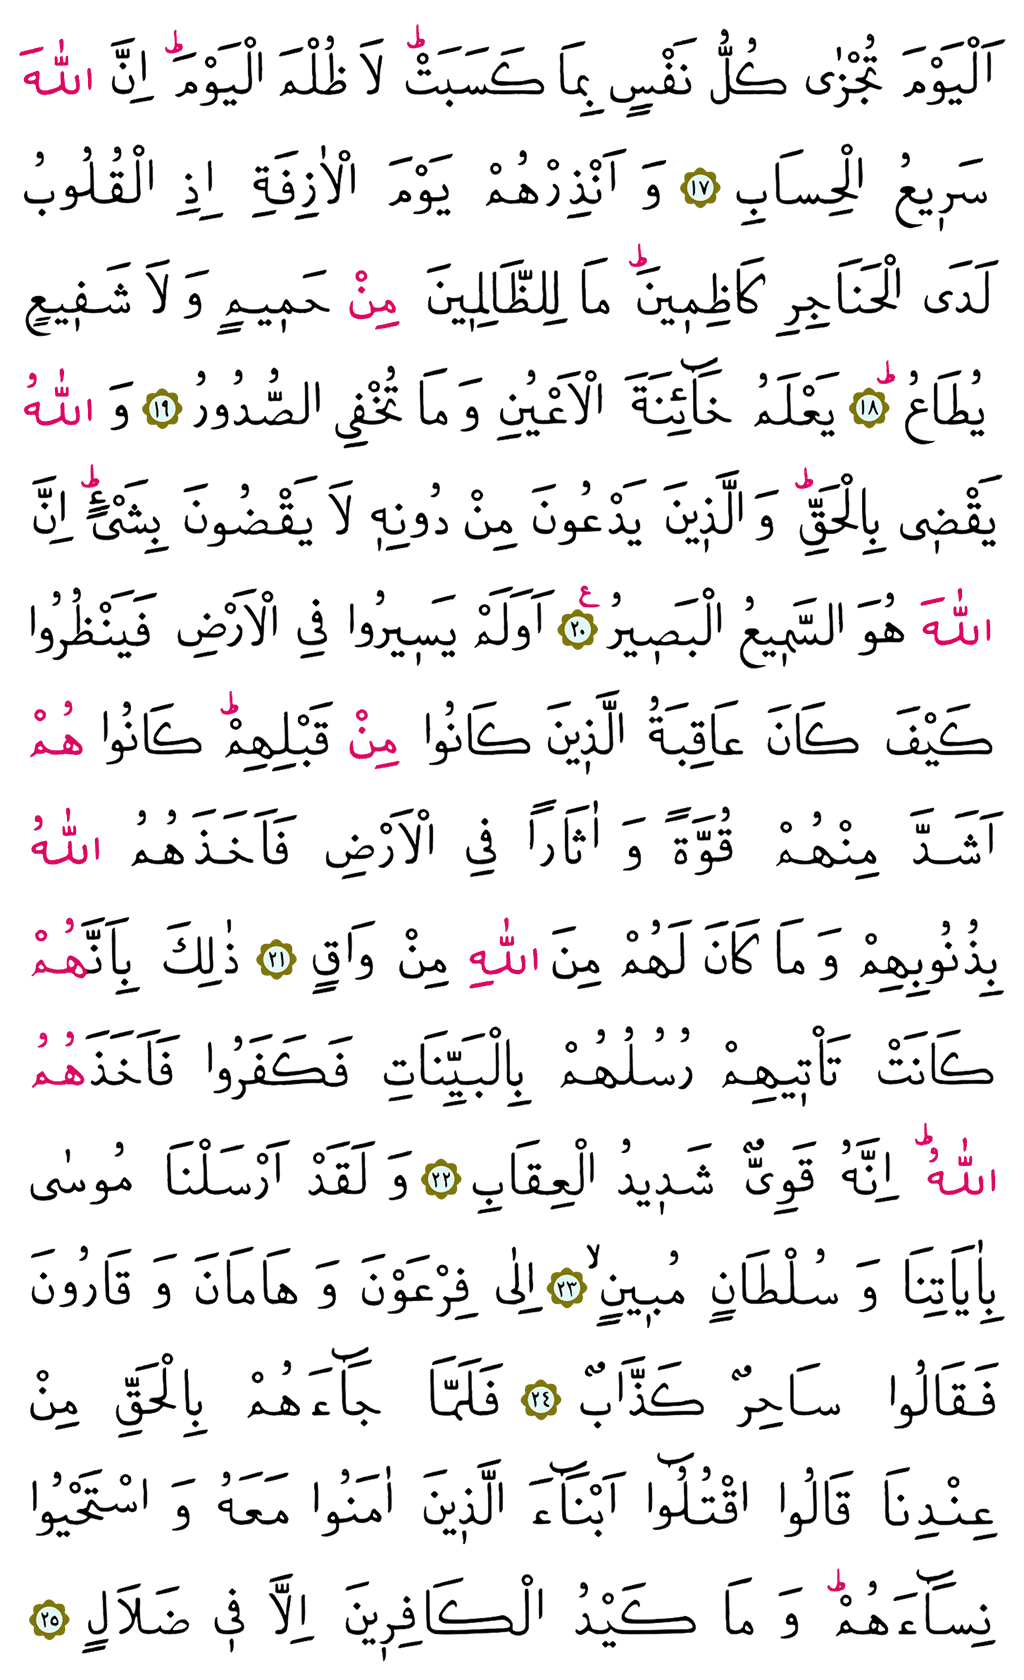 اَلْيَوْمَ تُجْزٰى كُلُّ نَفْسٍ بِمَا كَسَبَتْۜ لَا ظُلْمَ الْيَوْمَۜ اِنَّ اللّٰهَ
سَرٖيعُ الْحِسَابِ ﴿١٧﴾ وَ اَنْذِرْهُمْ يَوْمَ الْاٰزِفَةِ اِذِ الْقُلُوبُ
لَدَى الْحَنَاجِرِ كَاظِمٖينَۜ مَا لِلظَّالِمٖينَ مِنْ حَمٖيمٍ وَ لَا شَفٖيعٍ
يُطَاعُۜ ﴿١٨﴾ يَعْلَمُ خَٓائِنَةَ الْاَعْيُنِ وَ مَا تُخْفِى الصُّدُورُ ﴿١٩﴾ وَ اللّٰهُ
يَقْضٖى بِالْحَقِّۜ وَ الَّذٖينَ يَدْعُونَ مِنْ دُونِهٖ لَا يَقْضُونَ بِشَىْءٍۜ اِنَّ
اللّٰهَ هُوَ السَّمٖيعُ الْبَصٖيرُࣖ ﴿٢٠﴾ اَوَلَمْ يَسٖيرُوا فِى الْاَرْضِ فَيَنْظُرُوا
كَيْفَ كَانَ عَاقِبَةُ الَّذٖينَ كَانُوا مِنْ قَبْلِهِمْۜ كَانُوا هُمْ
اَشَدَّ مِنْهُمْ قُوَّةً وَ اٰثَارًا فِى الْاَرْضِ فَاَخَذَهُمُ اللّٰهُ
بِذُنُوبِهِمْ وَ مَا كَانَ لَهُمْ مِنَ اللّٰهِ مِنْ وَاقٍ ﴿٢١﴾ ذٰلِكَ بِاَنَّهُمْ
كَانَتْ تَاْتٖيهِمْ رُسُلُهُمْ بِالْبَيِّنَاتِ فَكَفَرُوا فَاَخَذَهُمُ
اللّٰهُۜ اِنَّهُ قَوِىٌّ شَدٖيدُ الْعِقَابِ ﴿٢٢﴾ وَ لَقَدْ اَرْسَلْنَا مُوسٰى
بِاٰيَاتِنَا وَ سُلْطَانٍ مُبٖينٍۙ ﴿٢٣﴾ اِلٰى فِرْعَوْنَ وَ هَامَانَ وَ قَارُونَ
فَقَالُوا سَاحِرٌ كَذَّابٌ ﴿٢٤﴾ فَلَمَّا جَٓاءَهُمْ بِالْحَقِّ مِنْ
عِنْدِنَا قَالُوا اقْتُلُٓوا اَبْنَٓاءَ الَّذٖينَ اٰمَنُوا مَعَهُ وَ اسْتَحْيُوا
نِسَٓاءَهُمْۜ وَ مَا كَيْدُ الْكَافِرٖينَ اِلَّا فٖى ضَلَالٍ ﴿٢٥﴾